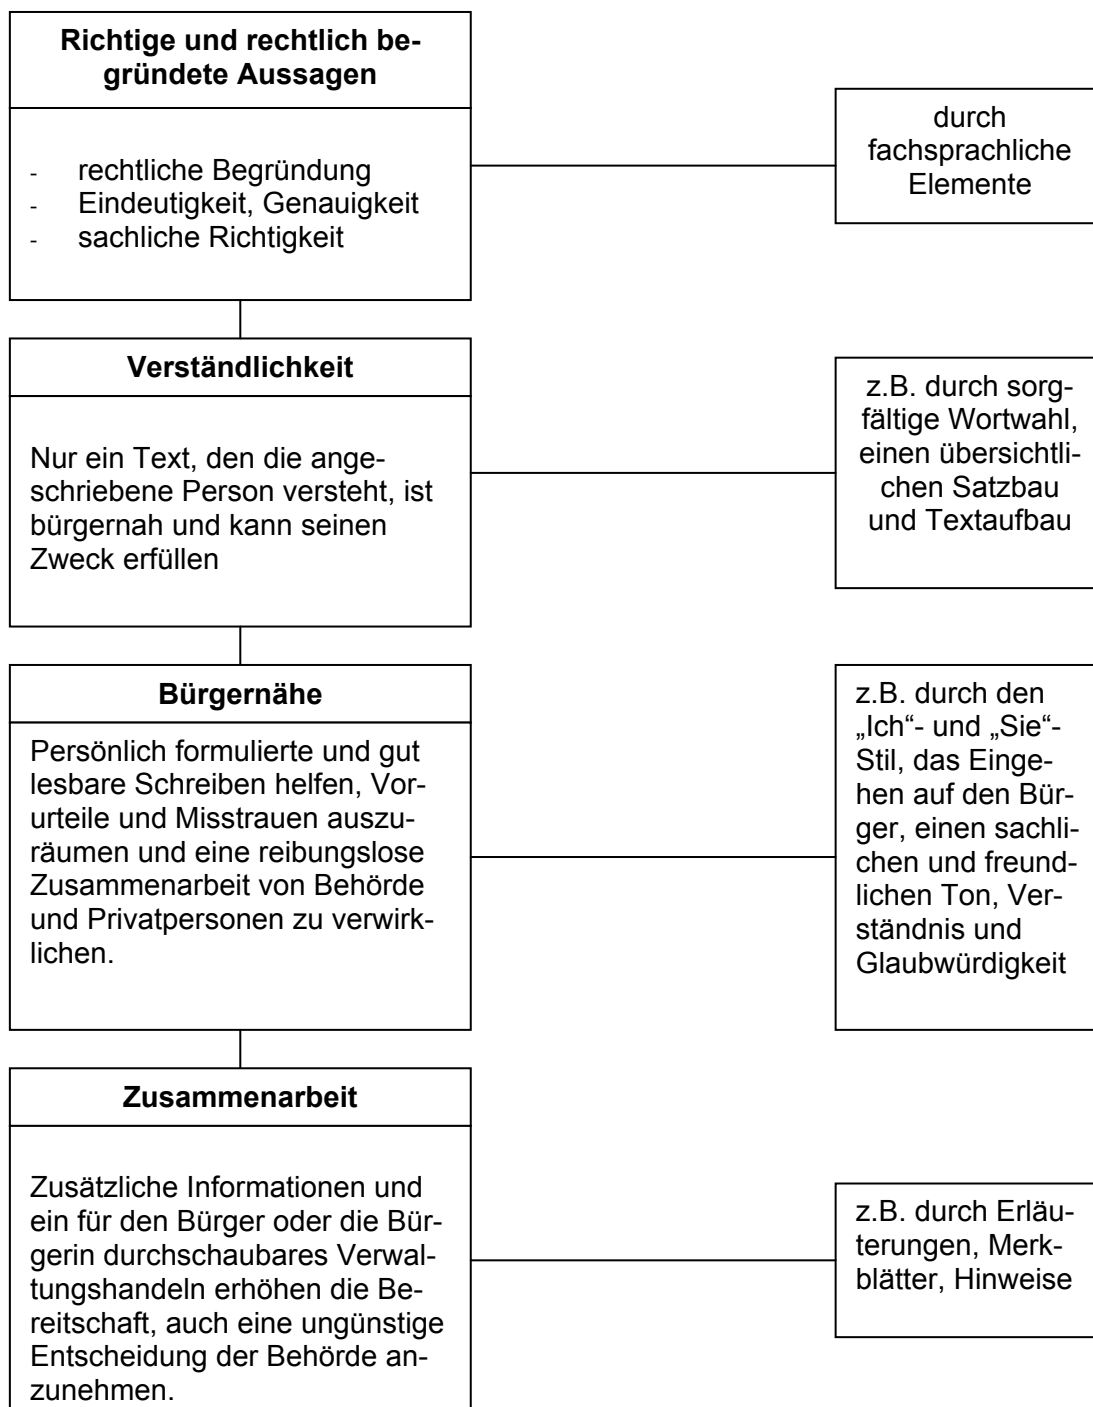 Richtige und rechtlich be-
gründete Aussagen
- rechtliche Begründung
- Eindeutigkeit, Genauigkeit
- sachliche Richtigkeit
durch
fachsprachliche
Elemente
Verständlichkeit
Nur ein Text, den die ange-
schriebene Person versteht, ist
bürgernah und kann seinen
Zweck erfüllen
z.B. durch sorg-
fältige Wortwahl,
einen übersichtli-
chen Satzbau
und Textaufbau
Bürgernähe
Persönlich formulierte und gut
lesbare Schreiben helfen, Vor-
urteile und Misstrauen auszu-
räumen und eine reibungslose
Zusammenarbeit von Behörde
und Privatpersonen zu verwirk-
lichen.
z.B. durch den
„Ich“- und „Sie“-
Stil, das Einge-
hen auf den Bür-
ger, einen sachli-
chen und freund-
lichen Ton, Ver-
ständnis und
Glaubwürdigkeit
Zusammenarbeit
Zusätzliche Informationen und
ein für den Bürger oder die Bür-
gerin durchschaubares Verwal-
tungshandeln erhöhen die Be-
reitschaft, auch eine ungünstige
Entscheidung der Behörde an-
zunehmen.
z.B. durch Erläu-
terungen, Merk-
blätter, Hinweise